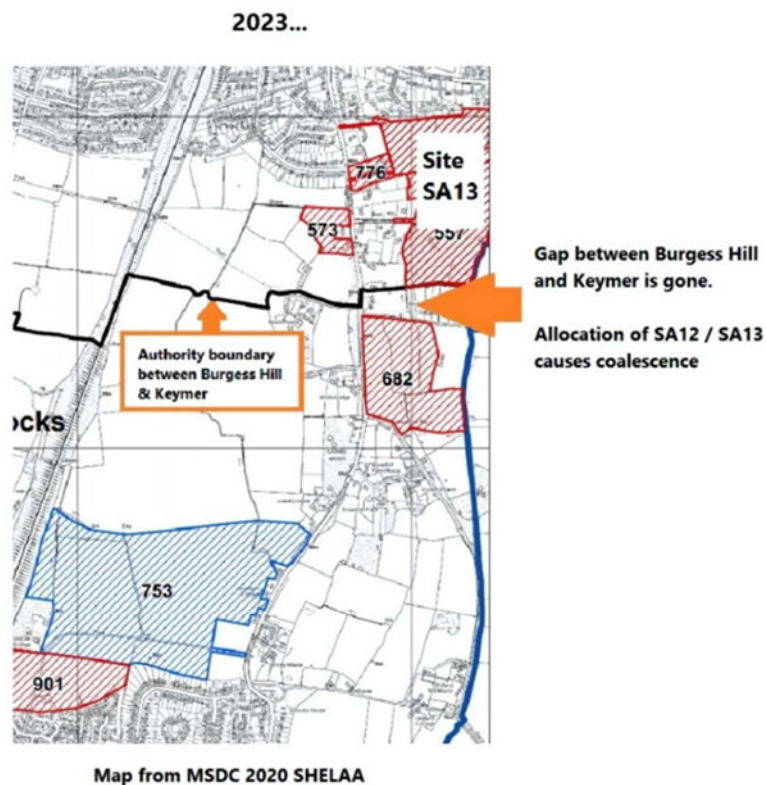 2023...
Site
SA13
776
573
557
Gap between Burgess Hill
and Keymer is gone.
Authority boundary
between Burgess Hill
& Keymer
Allocation of SA12 / SA13
causes coalescence
682
ocks
753
901
Map from MSDC 2020 SHELAA